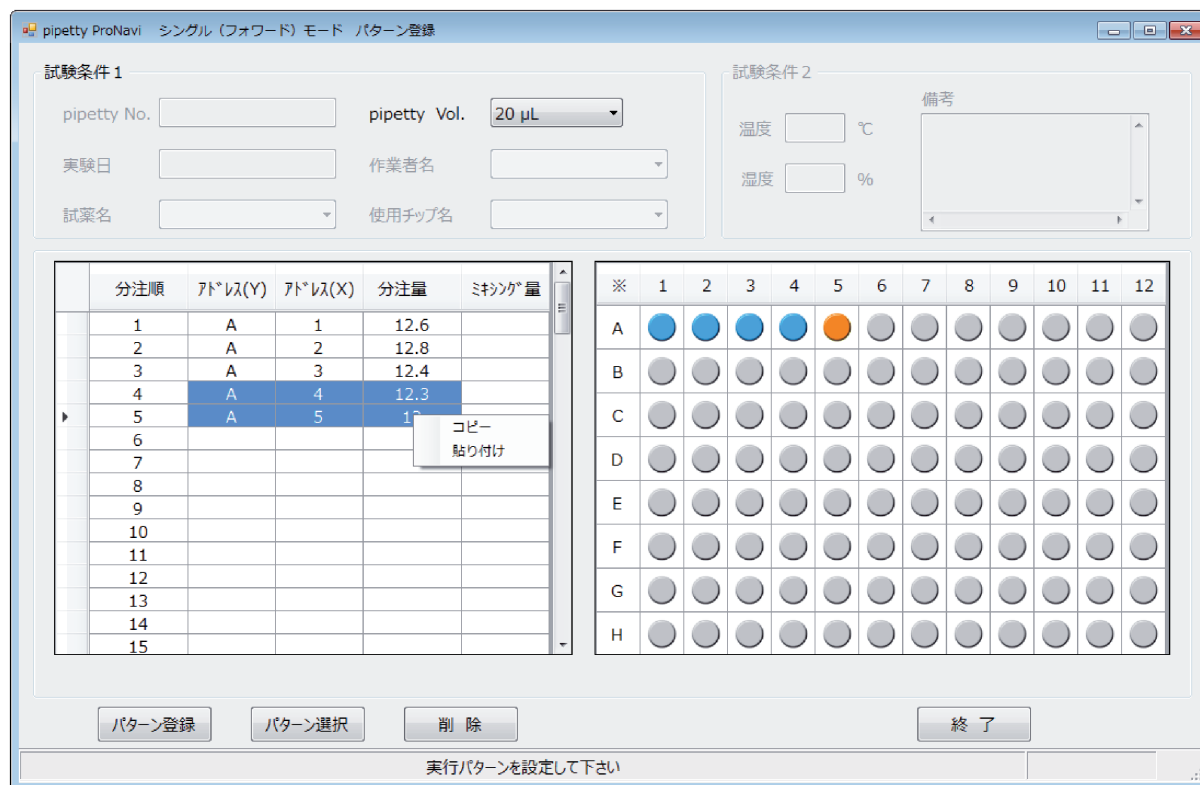 pipetty ProNavi シングル（フォワード）モード パターン登録
試験条件１
pipetty No.
pipetty Vol. 20 µL
実験日
作業者名
試薬名
使用チップ名
試験条件２
温度 ℃
湿度 %
備考
分注順 ｱﾄﾞﾚｽ(Y) ｱﾄﾞﾚｽ(X) 分注量 ﾐｷｼﾝｸﾞ量
1 A 1 12.6
2 A 2 12.8
3 A 3 12.4
4 A 4 12.3
5 A 5
6
7
8
9
10
11
12
13
14
15
コピー
貼り付け
※ 1 2 3 4 5 6 7 8 9 10 11 12
A
B
C
D
E
F
G
H
パターン登録 パターン選択 削 除 終 了
実行パターンを設定して下さい